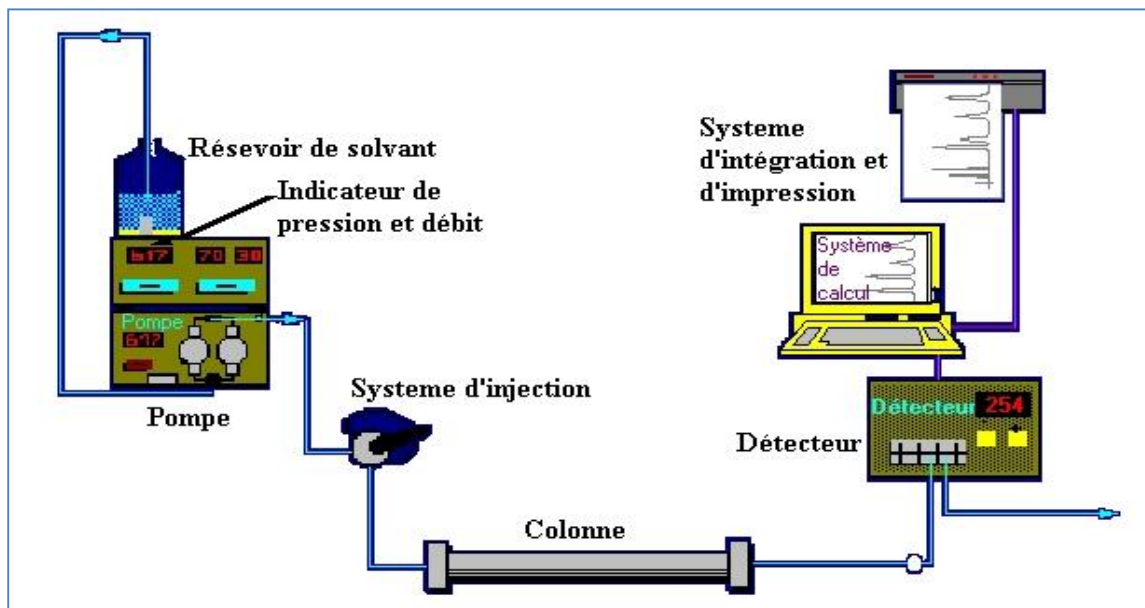 Résevoir de solvant
Indicateur de
pression et débit
617 70 30
Pompe
617
Pompe
Systeme d'injection
Colonne
Systeme
d'intégration et
d'impression
Système
de
calcul
Détecteur 254
Détecteur